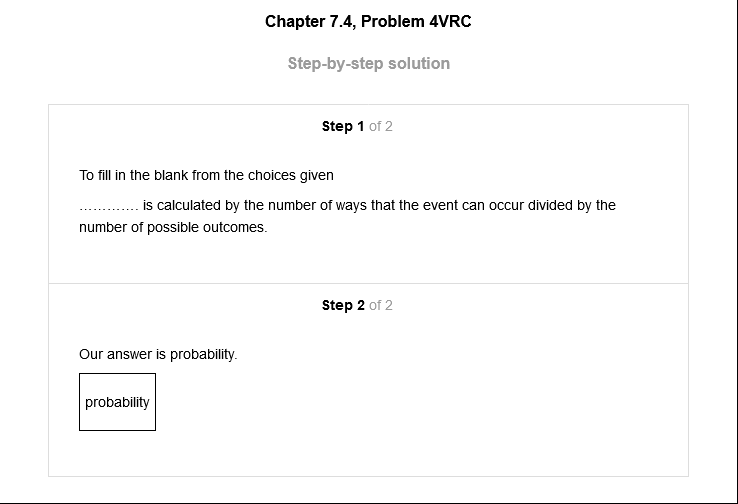 Chapter 7.4, Problem 4VRC
Step-by-step solution
Step 1 of 2
To fill in the blank from the choices given
…………. is calculated by the number of ways that the event can occur divided by the
number of possible outcomes.
Step 2 of 2
Our answer is probability.
probability